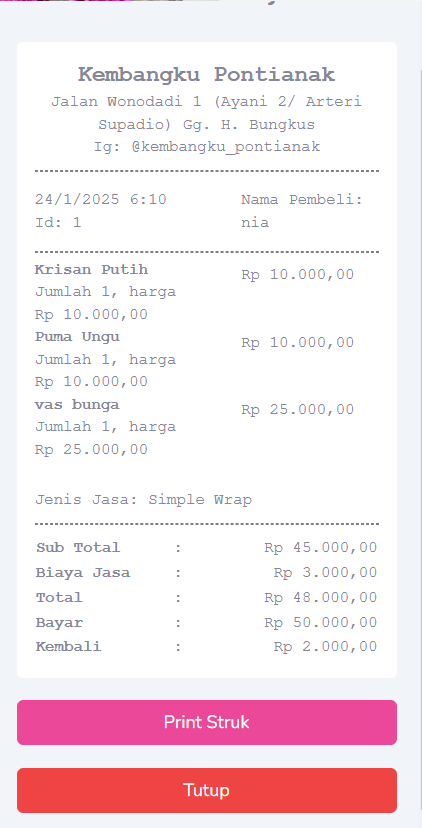 Kembangku Pontianak
Jalan Wonodadi 1 (Ayani 2/ Arteri
Supadio) Gg. H. Bungkus
Ig: @kembangku_pontianak
24/1/2025 6:10
Id: 1
Nama Pembeli:
nia
Krisan Putih
Jumlah 1, harga
Rp 10.000,00
Rp 10.000,00
Puma Ungu
Jumlah 1, harga
Rp 10.000,00
Rp 10.000,00
vas bunga
Jumlah 1, harga
Rp 25.000,00
Rp 25.000,00
Jenis Jasa: Simple Wrap
Sub Total : Rp 45.000,00
Biaya Jasa : Rp 3.000,00
Total : Rp 48.000,00
Bayar : Rp 50.000,00
Kembali : Rp 2.000,00
Print Struk
Tutup